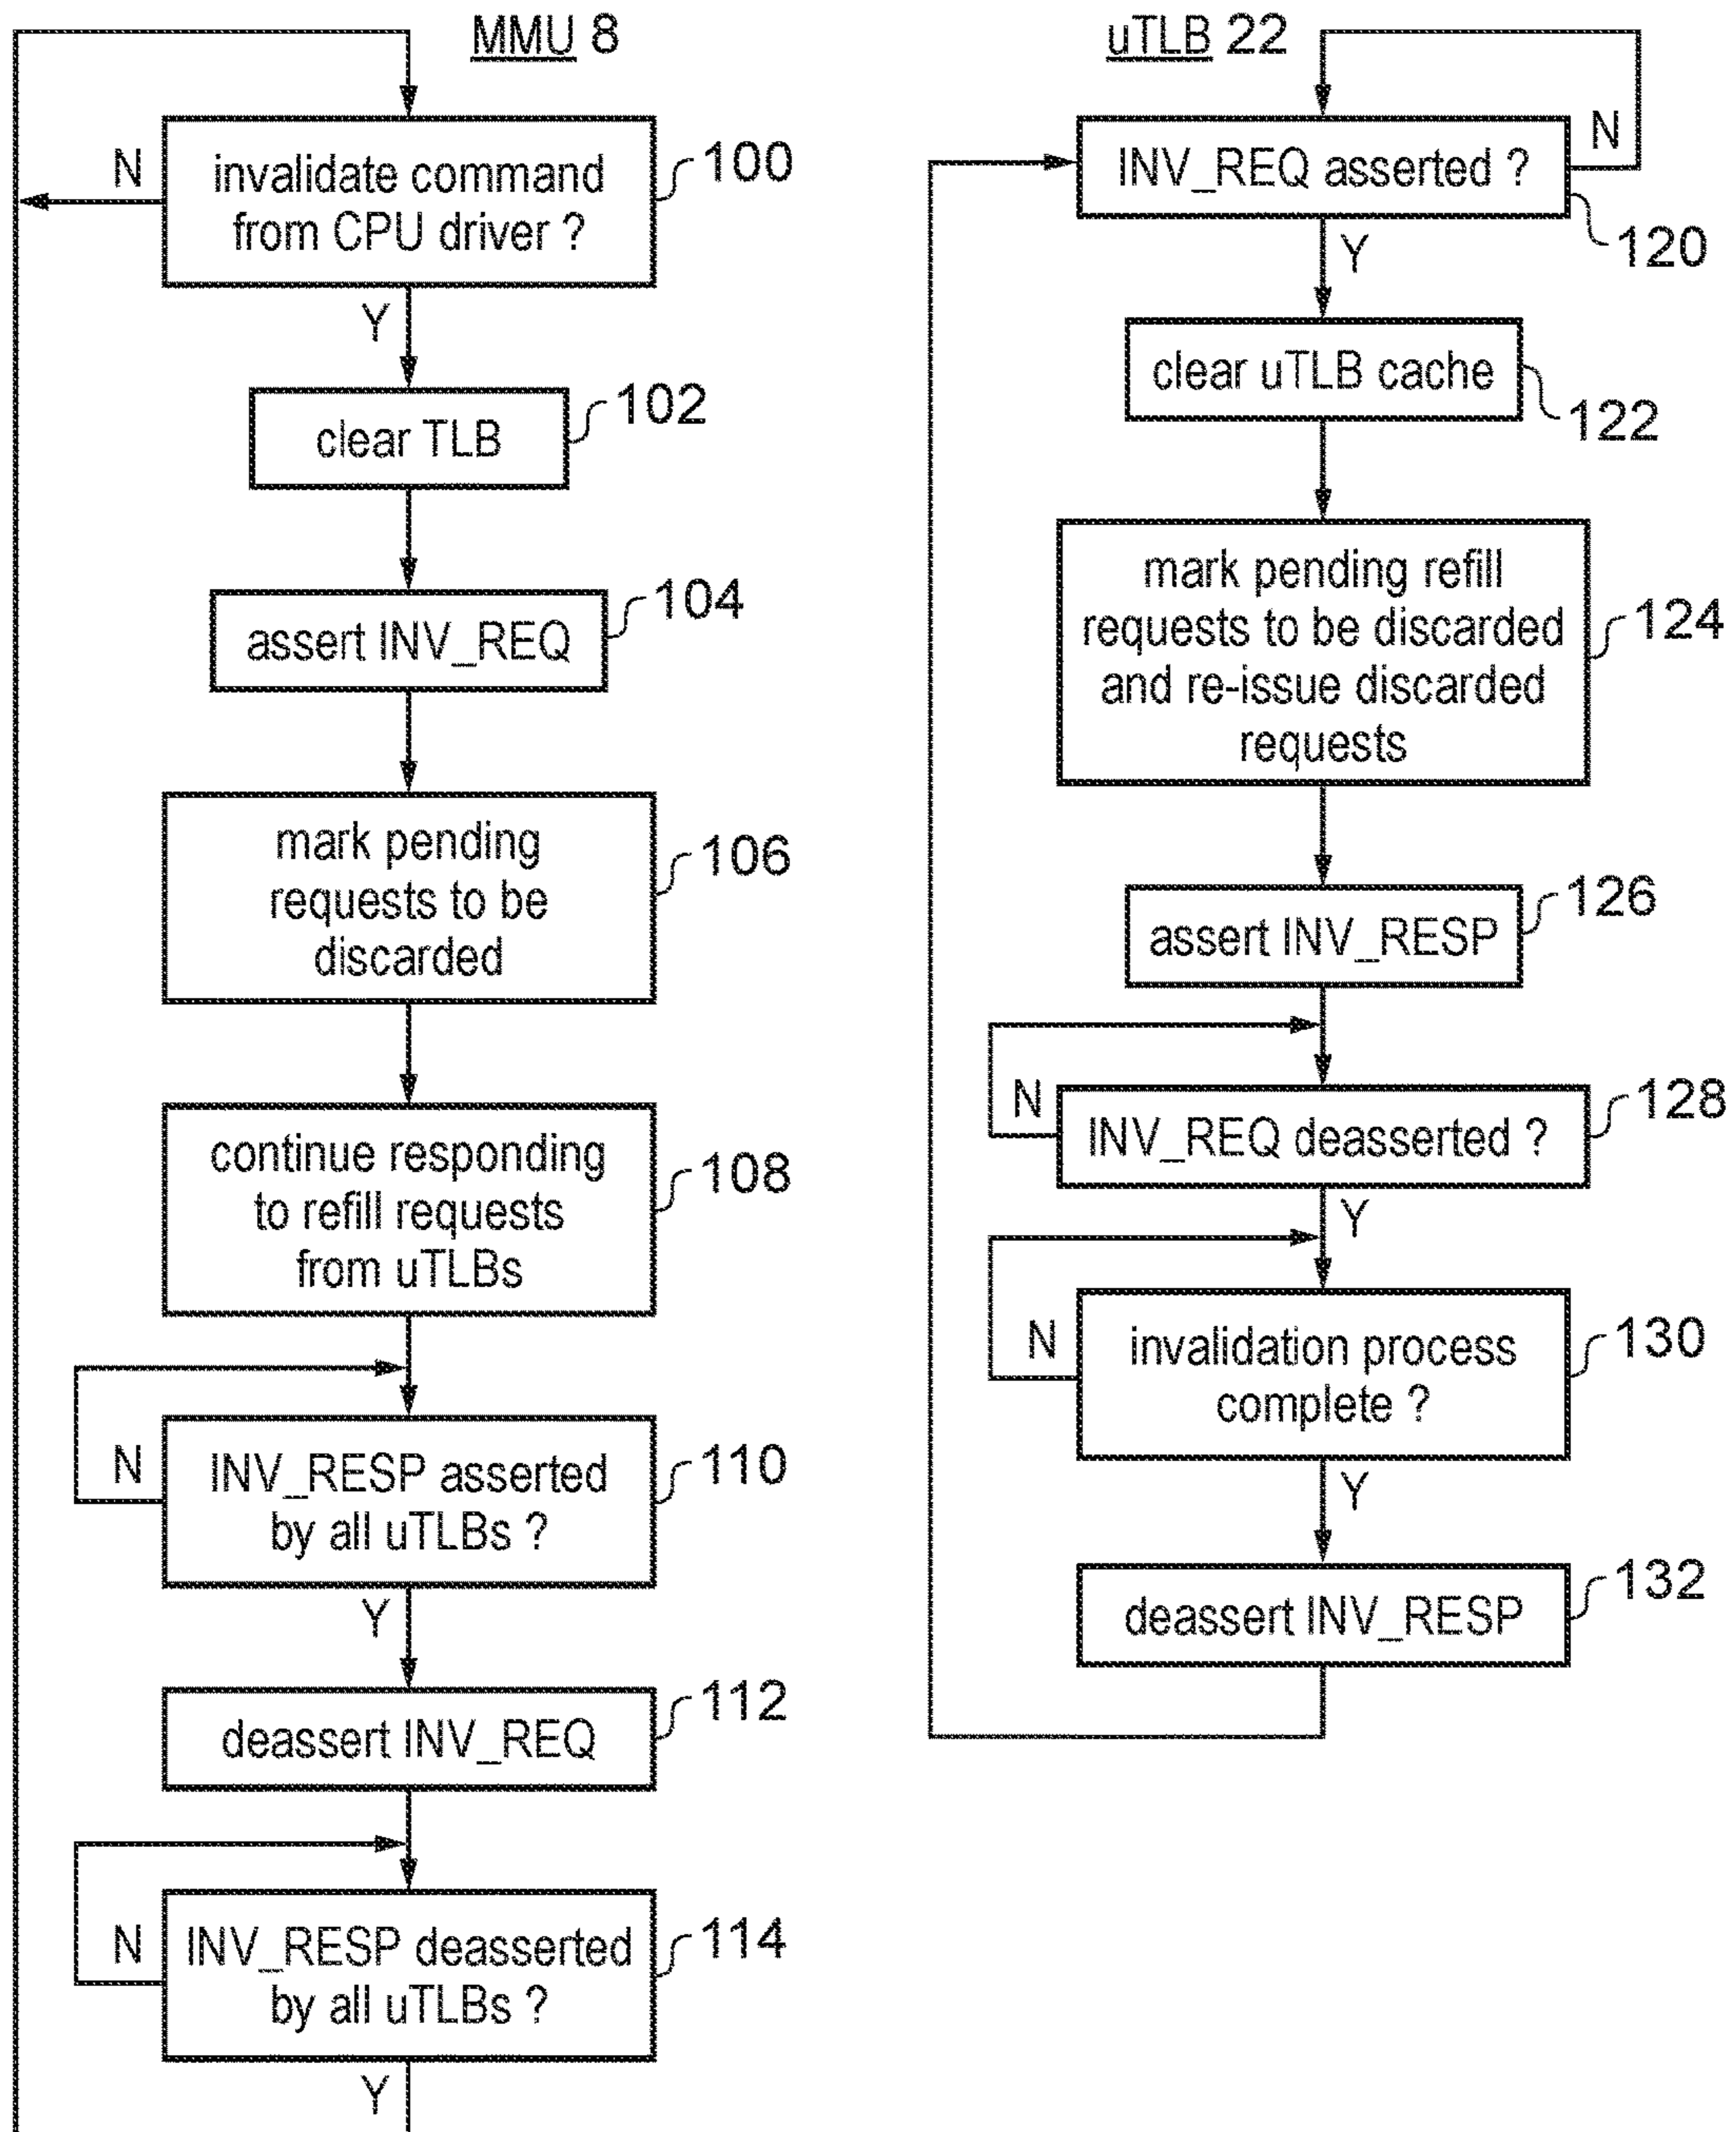 MMU 8
invalidate command
from CPU driver ?
100
N
Y
clear TLB
102
assert INV_REQ
104
mark pending
requests to be
discarded
106
continue responding
to refill requests
from uTLBs
108
INV_RESP asserted
by all uTLBs ?
110
N
Y
deassert INV_REQ
112
INV_RESP deasserted
by all uTLBs ?
114
N
Y
uTLB 22
INV_REQ asserted ?
120
N
Y
clear uTLB cache
122
mark pending refill
requests to be discarded
and re-issue discarded
requests
124
assert INV_RESP
126
INV_REQ deasserted ?
128
N
Y
invalidation process
complete ?
130
N
Y
deassert INV_RESP
132